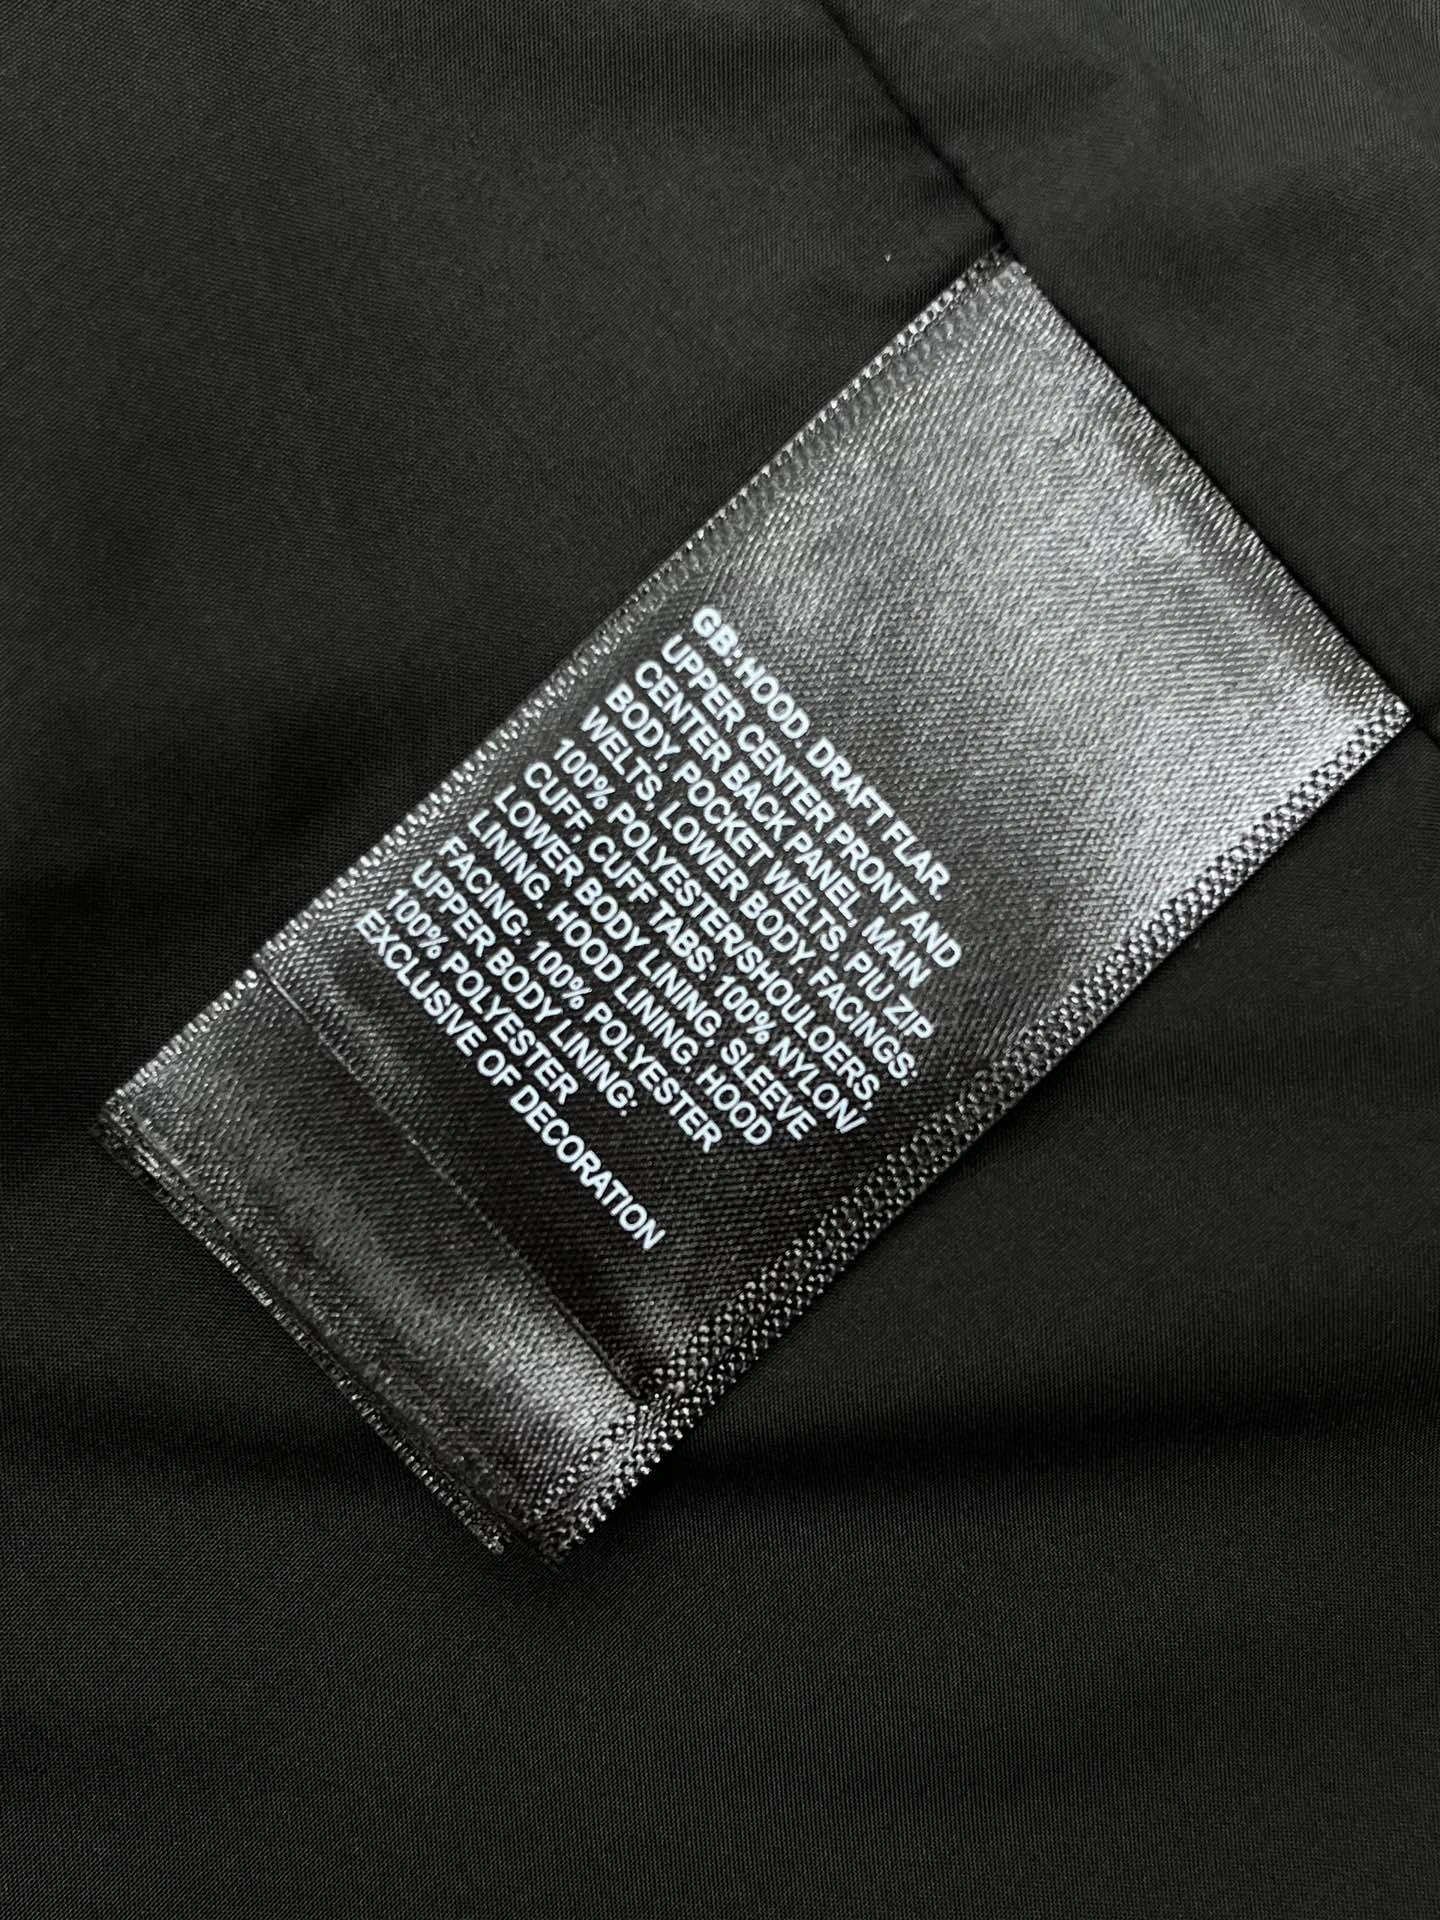 GB: HOOD. DRAFT FLAR.
UPPER CENTER PRONT AND
CENTER BACK PANEL, MAIN
BODY, POCKET WELTS, PIU ZIP
WELTS, LOWER BODY. FACINGS.
100% POLYESTER/SHOULOERS,
CUFF, CUFF TABS: 100% NYLON/
LOWER BODY LINING, SLEEVE
LINING, HOOD LINING, HOOD
FACING: 100% POLYESTER
UPPER BODY LINING:
100% POLYESTER
EXCLUSIVE OF DECORATION